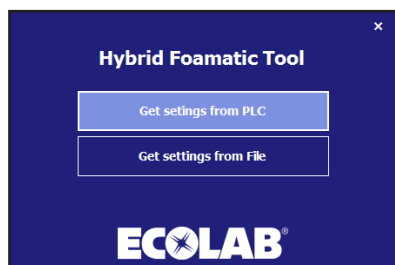 ×
Hybrid Foamatic Tool
Get setings from PLC
Get settings from File
ECOLAB®